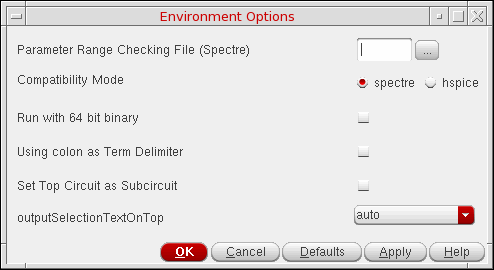 Environment Options
Parameter Range Checking File (Spectre)
...
Compatibility Mode
spectre hspice
Run with 64 bit binary
Using colon as Term Delimiter
Set Top Circuit as Subcircuit
outputSelectionTextOnTop
auto
OK Cancel Defaults Apply Help